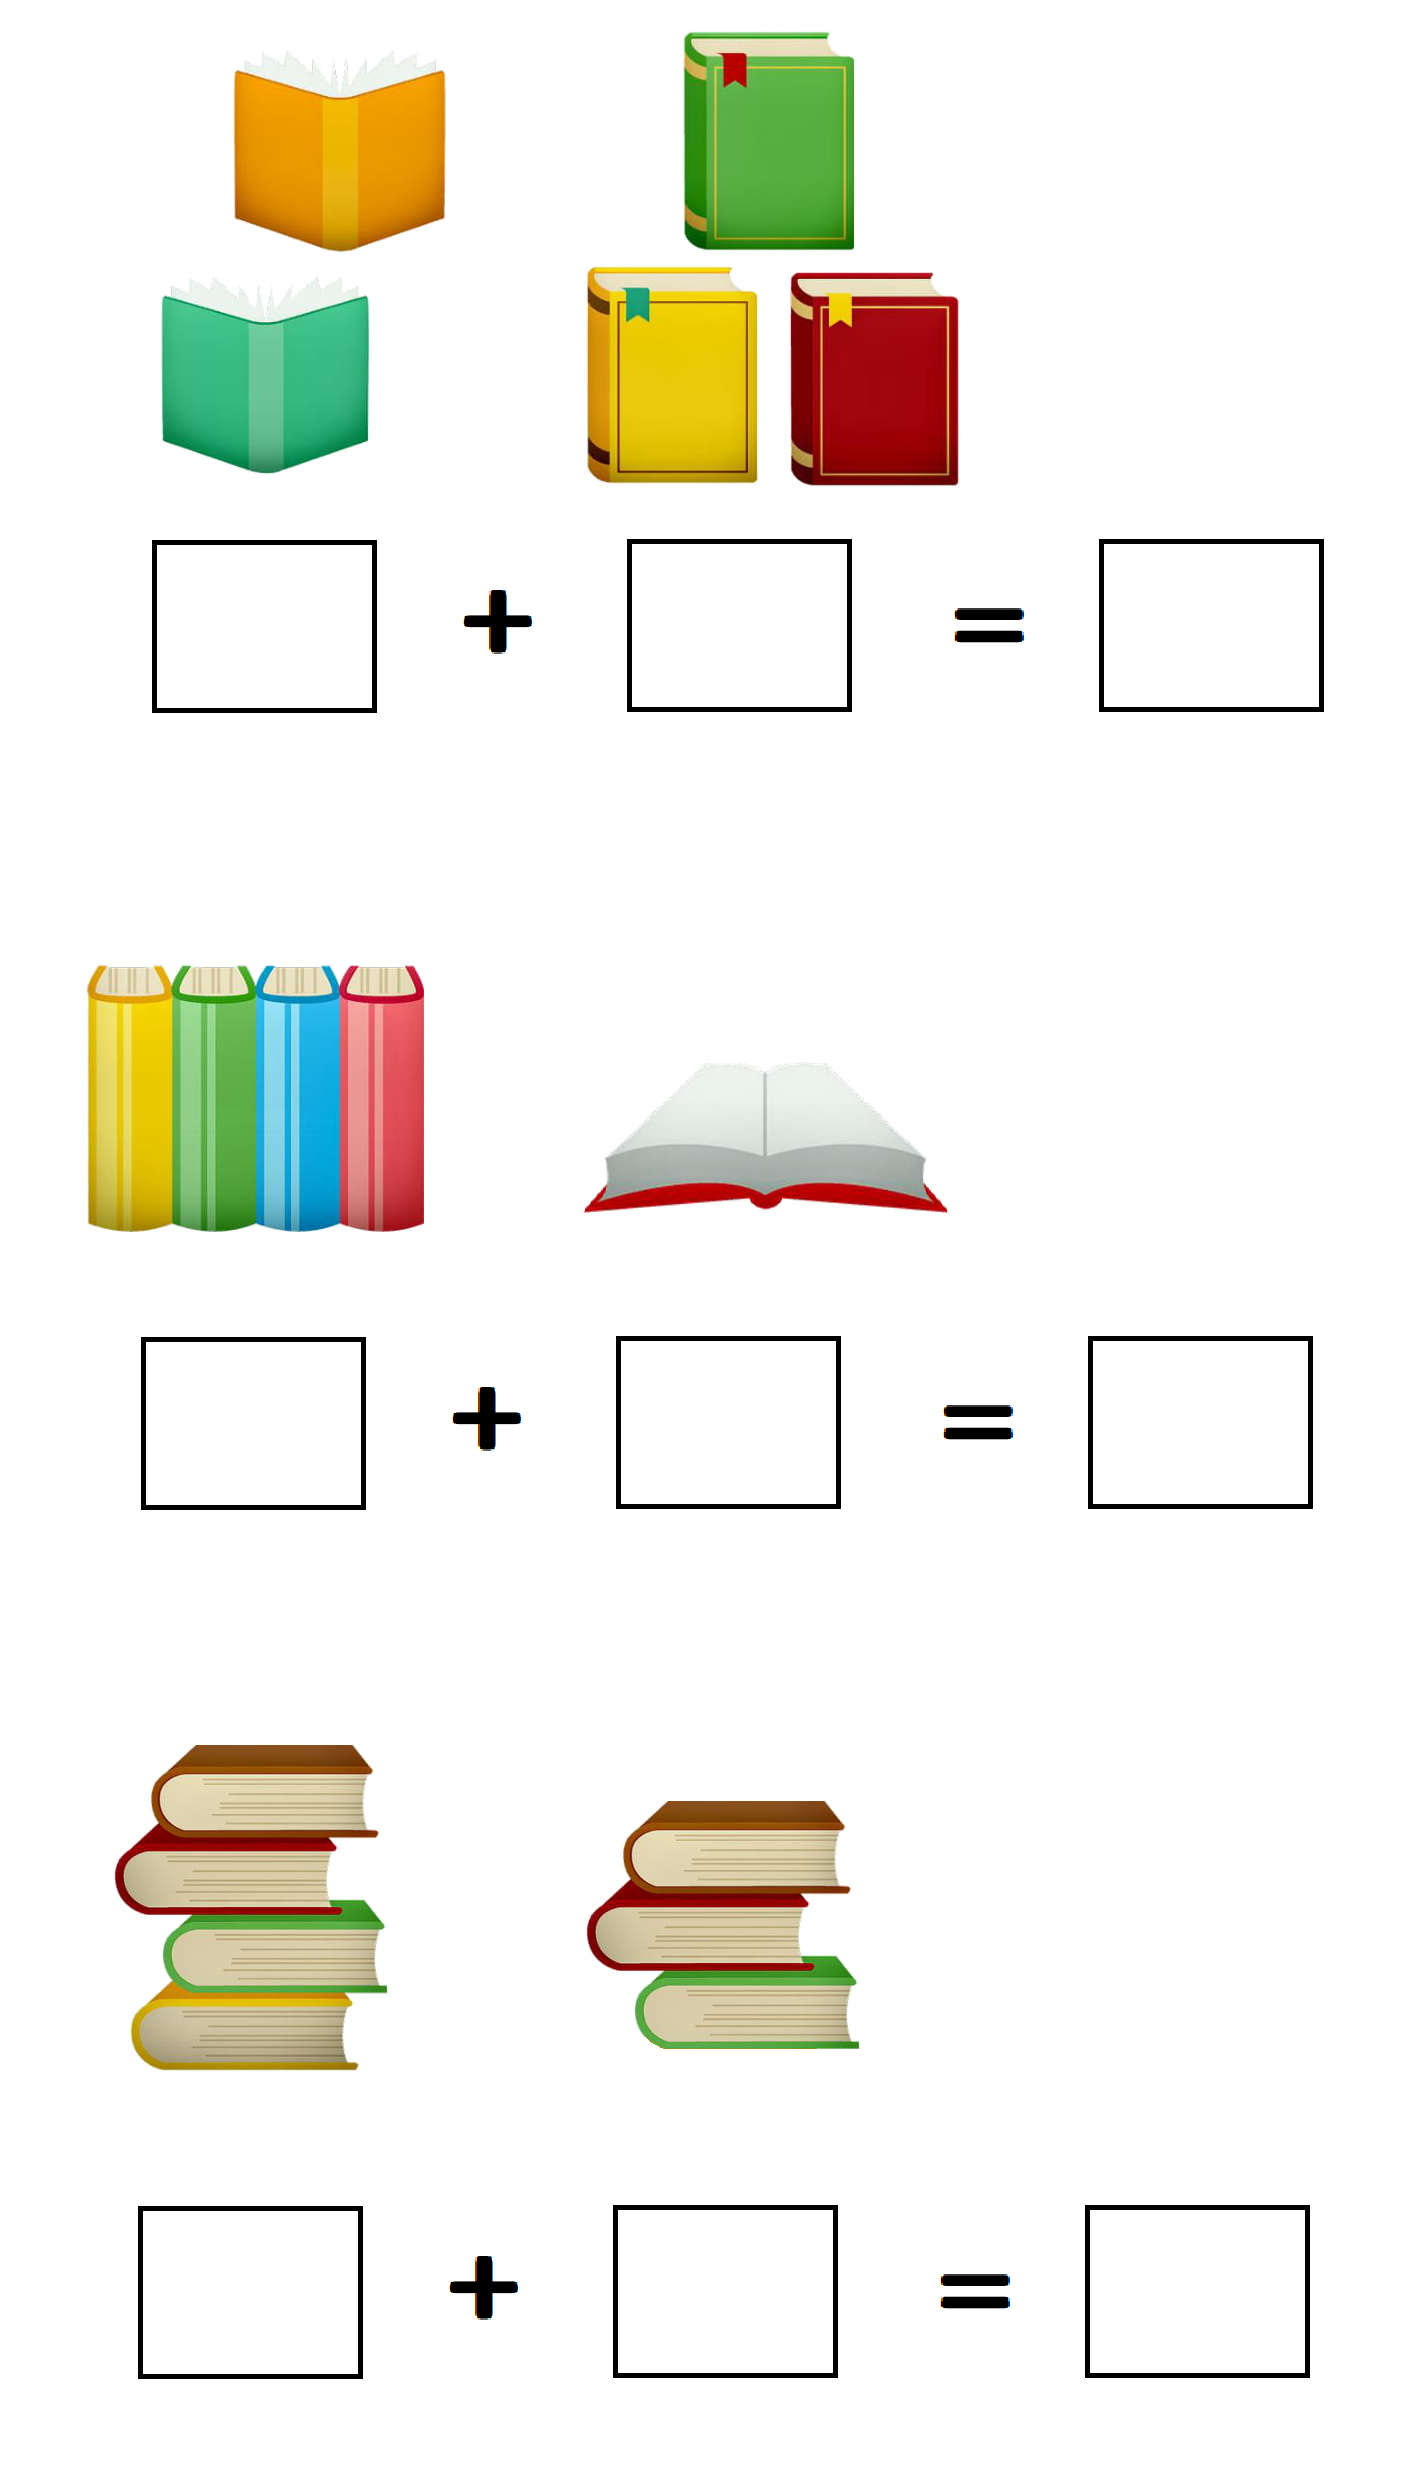 + =
+ =
+ =